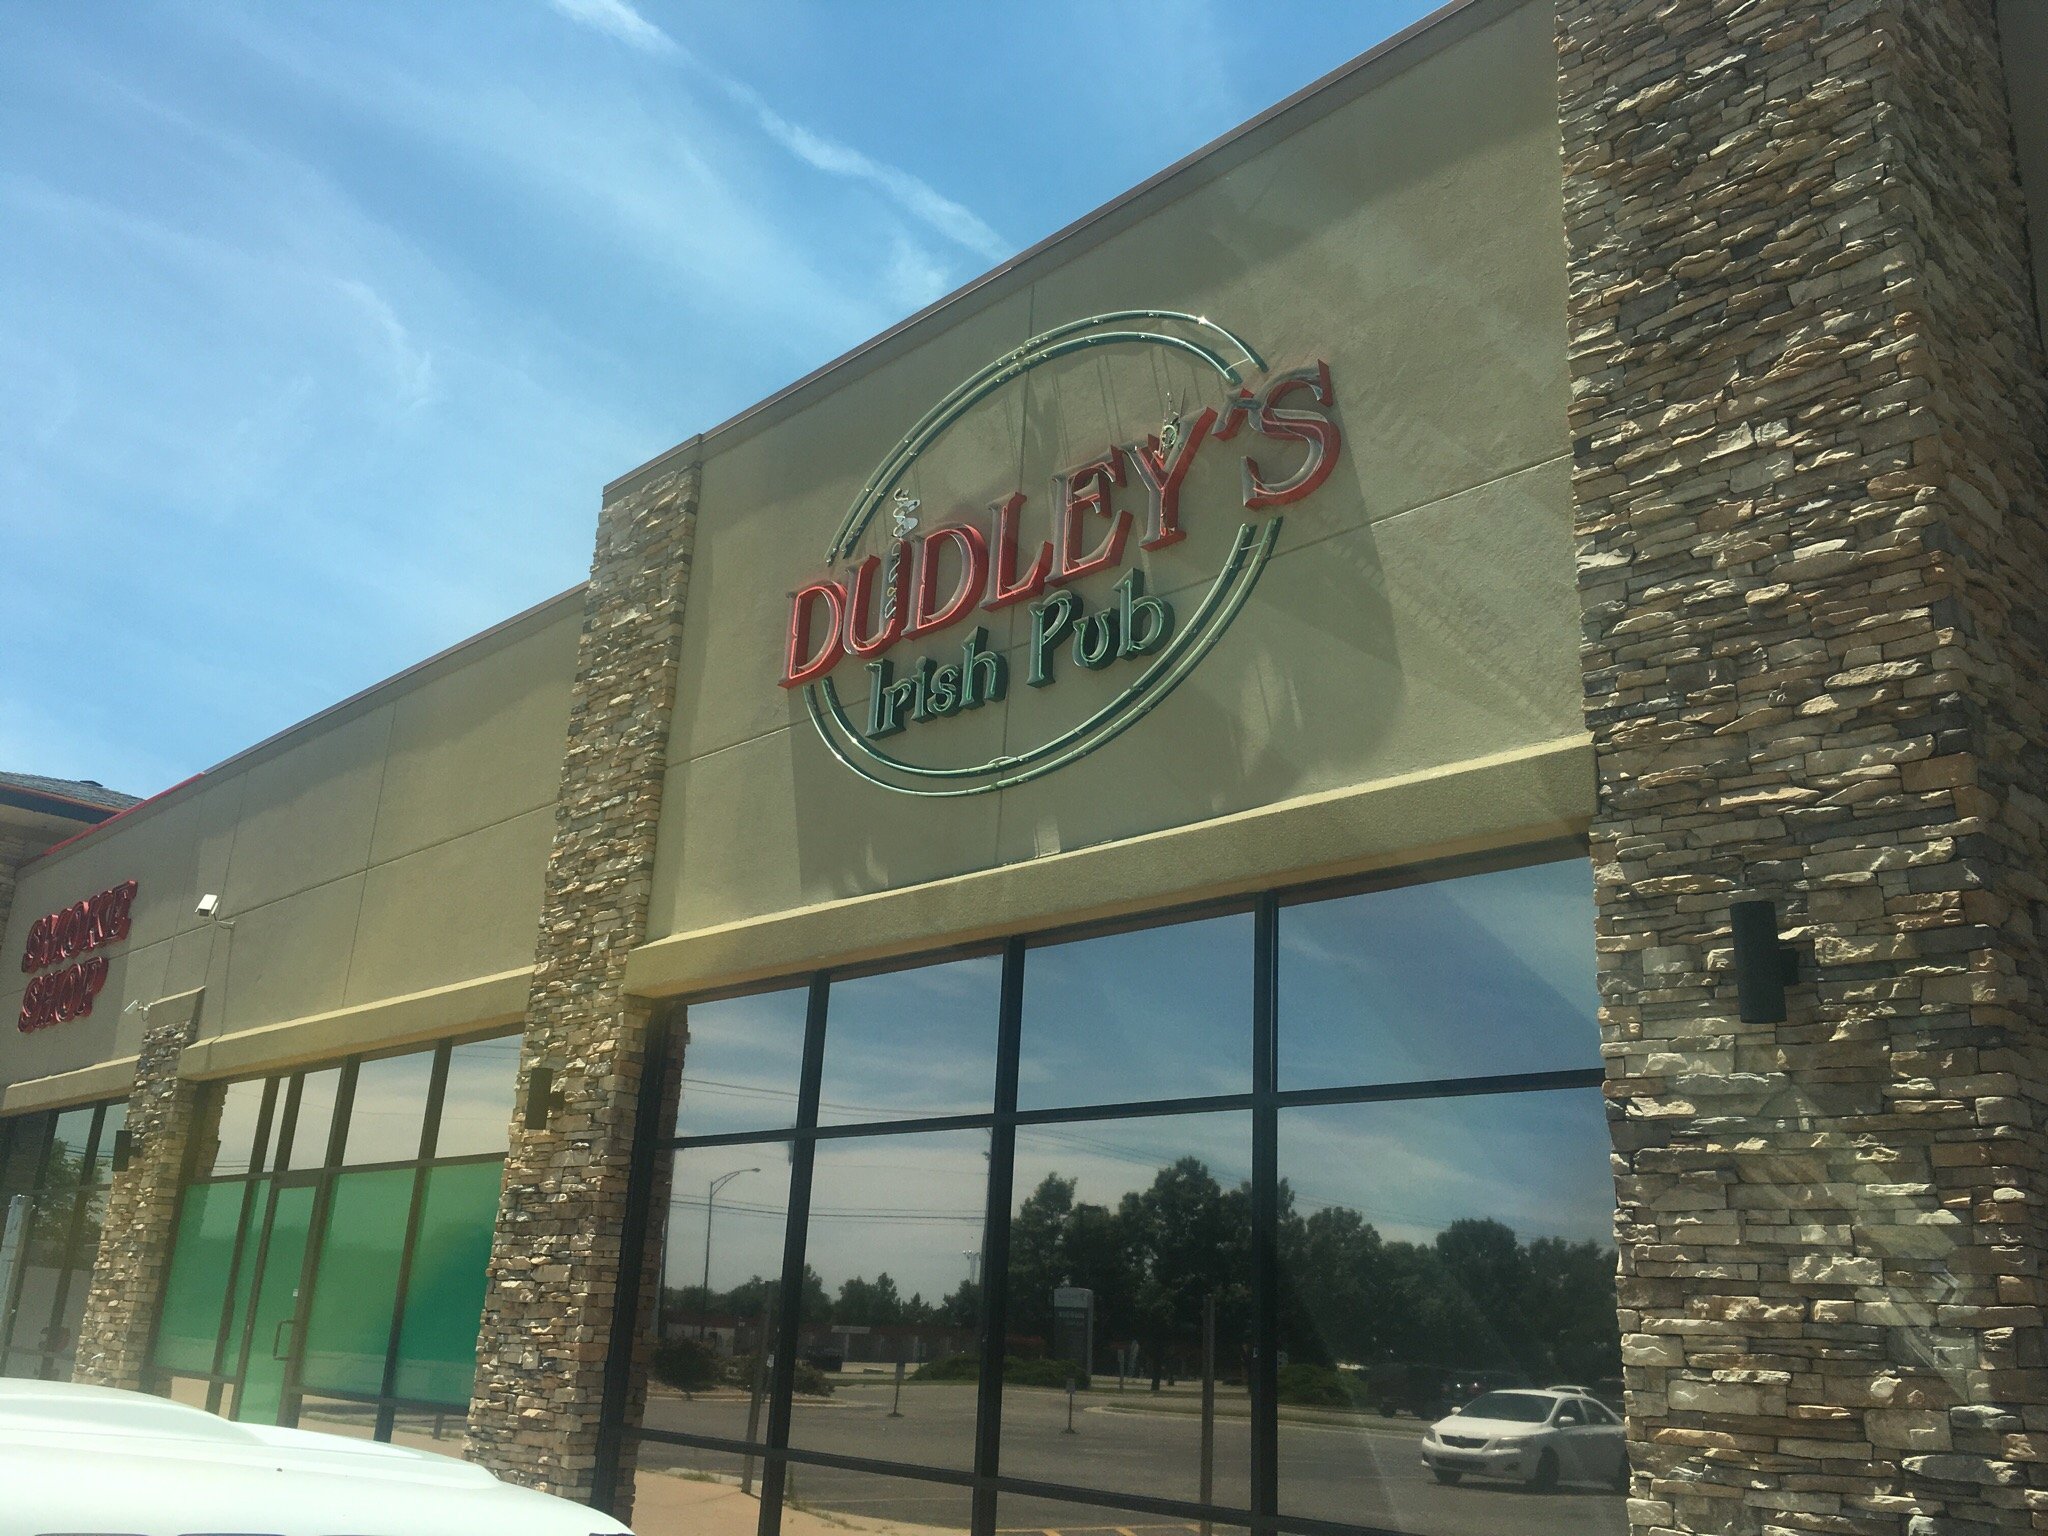 DUDLEY'S
Irish Pub
SMOKE
SHOP